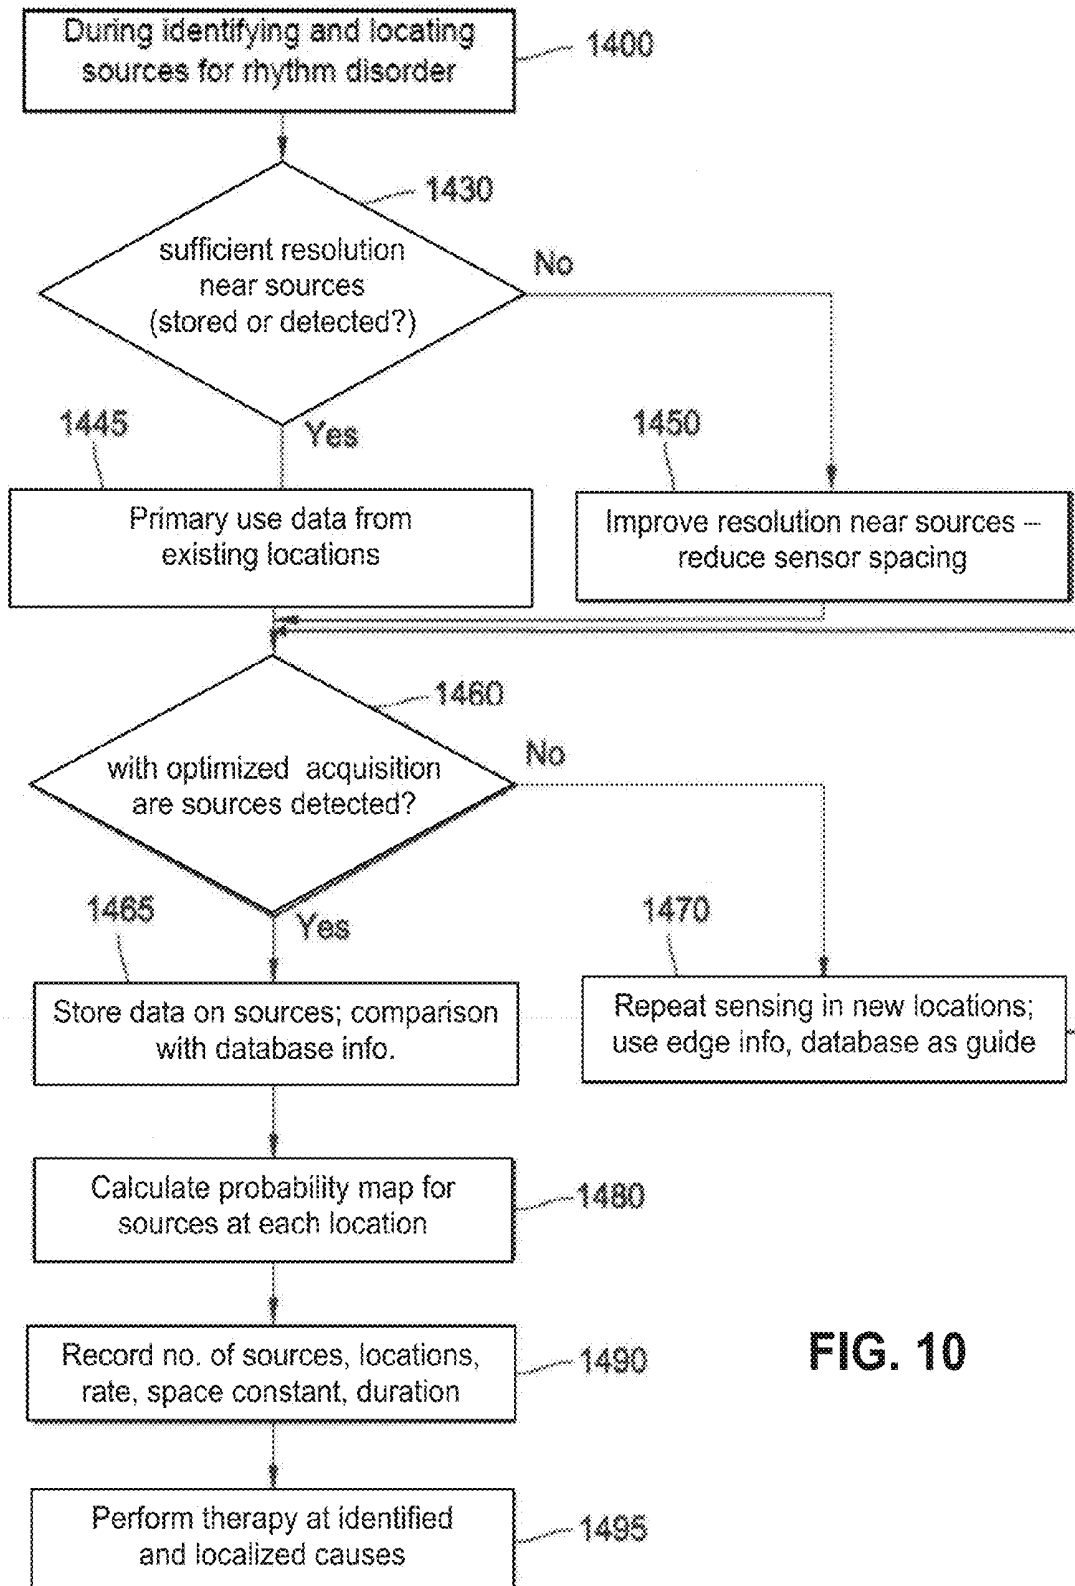 During identifying and locating
sources for rhythm disorder
1400
1430
sufficient resolution
near sources
(stored or detected?)
No
Yes
1445
1450
Primary use data from
existing locations
Improve resolution near sources –
reduce sensor spacing
1460
with optimized acquisition
are sources detected?
No
Yes
1465
1470
Store data on sources; comparison
with database info.
Repeat sensing in new locations;
use edge info, database as guide
Calculate probability map for
sources at each location
1480
Record no. of sources, locations,
rate, space constant, duration
1490
FIG. 10
Perform therapy at identified
and localized causes
1495